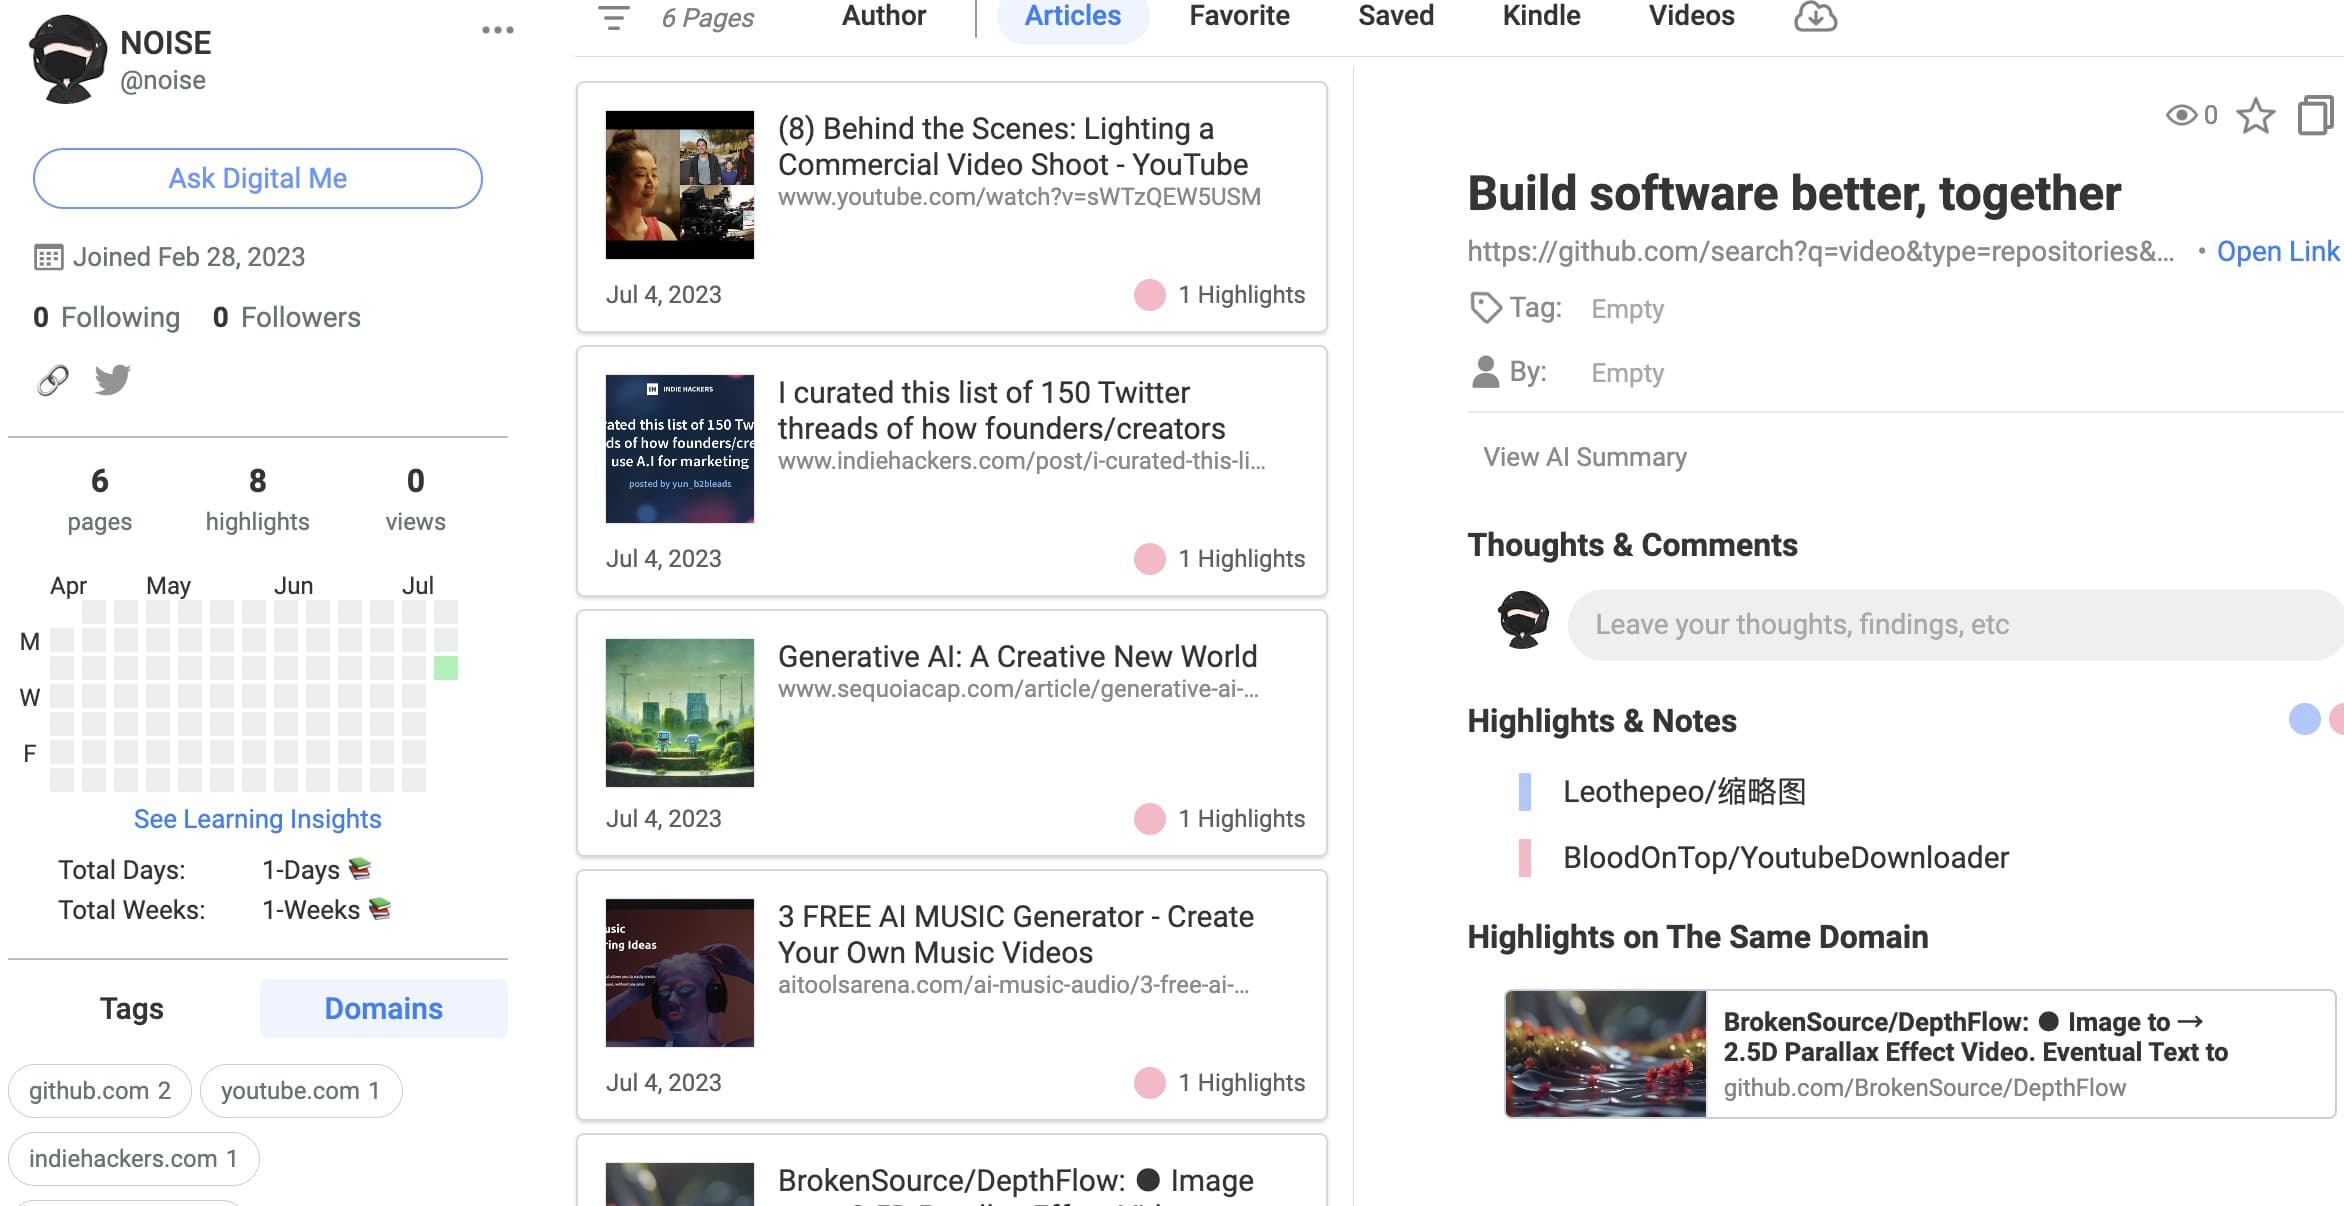 NOISE
@noise
Ask Digital Me
Joined Feb 28, 2023
0 Following 0 Followers
6 8 0
pages highlights views
Apr May Jun Jul
M
W
F
See Learning Insights
Total Days: 1-Days
Total Weeks: 1-Weeks
Tags Domains
github.com 2 youtube.com 1
indiehackers.com 1
6 Pages Author Articles Favorite Saved Kindle Videos
(8) Behind the Scenes: Lighting a
Commercial Video Shoot - YouTube
www.youtube.com/watch?v=sWTzQEW5USM
Jul 4, 2023 1 Highlights
INDIE HACKERS
ated this list of 150 Tw
ds of how founders/cre
use A.I for marketing
posted by yun_b2bleads
I curated this list of 150 Twitter
threads of how founders/creators
www.indiehackers.com/post/i-curated-this-li...
Jul 4, 2023 1 Highlights
Generative AI: A Creative New World
www.sequoiacap.com/article/generative-ai-...
Jul 4, 2023 1 Highlights
usic
ring Ideas
3 FREE AI MUSIC Generator - Create
Your Own Music Videos
aitoolsarena.com/ai-music-audio/3-free-ai-...
Jul 4, 2023 1 Highlights
BrokenSource/DepthFlow: ● Image
0
Build software better, together
https://github.com/search?q=video&type=repositories&... • Open Link
Tag: Empty
By: Empty
View AI Summary
Thoughts & Comments
Leave your thoughts, findings, etc
Highlights & Notes
Leothepeo/缩略图
BloodOnTop/YoutubeDownloader
Highlights on The Same Domain
BrokenSource/DepthFlow: ● Image to →
2.5D Parallax Effect Video. Eventual Text to
github.com/BrokenSource/DepthFlow